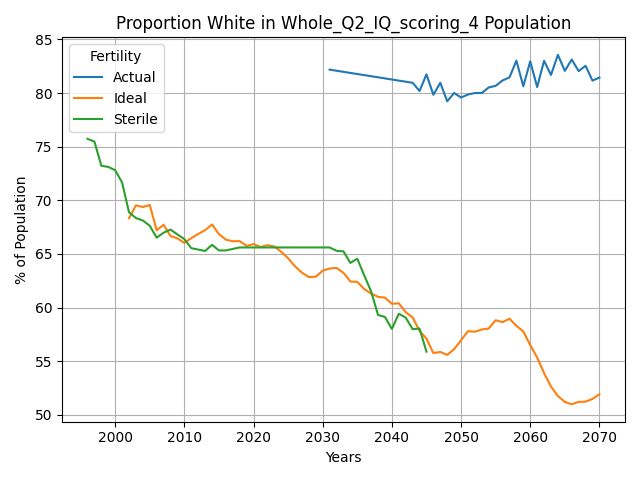 Proportion White in Whole_Q2_IQ_scoring_4 Population
Fertility
Actual
Ideal
Sterile
% of Population
85
80
75
70
65
60
55
50
2000 2010 2020 2030 2040 2050 2060 2070
Years